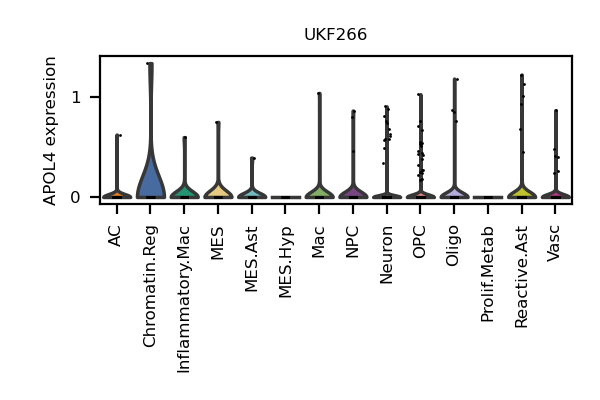 UKF266
APOL4 expression
1
0
AC
Chromatin.Reg
Inflammatory.Mac
MES
MES.Ast
MES.Hyp
Mac
NPC
Neuron
OPC
Oligo
Prolif.Metab
Reactive.Ast
Vasc